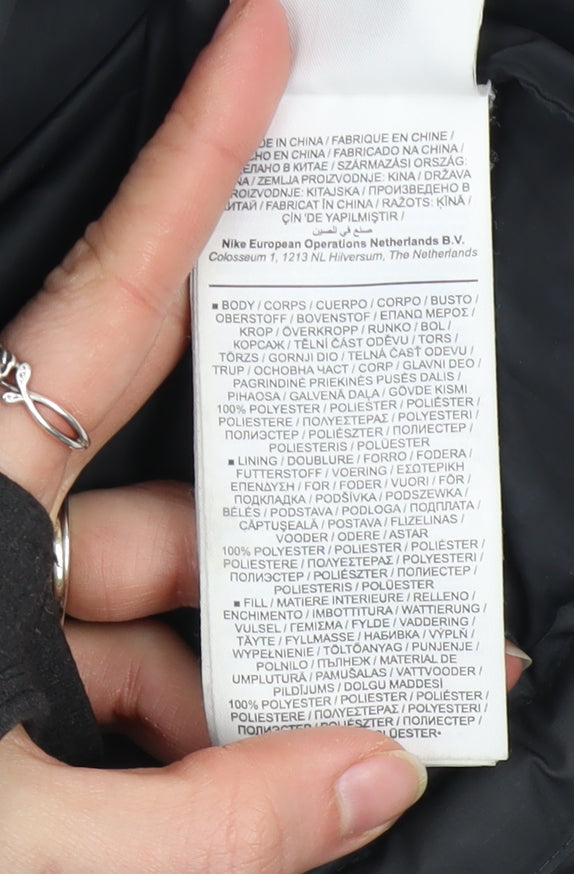 DE IN CHINA / FABRIQUE EN CHINE /
CHO EN CHINA / FABRICADO NA CHINA /
ЕЛАНО В КИТАЕ / SZÁRMAZÁSI ORSZÁG:
NA / ZEMLJA PROIZVODNJE: KINA / DRŽAVA
ROIZVODNJE: KITAJSKA / ПРОИЗВЕДЕНО В
ИТАЙ / FABRICAT ÎN CHINA / RAŽOTS: ĶĪNĀ /
ÇİN 'DE YAPILMIŞTIR /
صنع في الصين
Nike European Operations Netherlands B.V.
Colosseum 1, 1213 NL Hilversum, The Netherlands
■ BODY / CORPS / CUERPO / CORPO / BUSTO /
OBERSTOFF / BOVENSTOF / ΕΠΑΝΩ ΜΕΡΟΣ /
KROP / ÖVERKROPP / RUNKO / BOL /
КОРСАЖ / TĚLNÍ ČÁST ODĚVU / TORS /
TÖRZS / GORNJI DIO / TELNÁ ČASŤ ODEVU /
TRUP / ОСНОВНА ЧАСТ / CORP / GLAVNI DEO /
PAGRINDINĖ PRIEKINĖS PUSĖS DALIS /
PIHAOSA / GALVENĀ DAĻA / GÖVDE KISMI
100% POLYESTER / POLIESTER / POLIÉSTER /
POLIESTERE / ΠΟΛΥΕΣΤΕΡΑΣ / POLYESTERI /
ПОЛИЭСТЕР / POLIÉSZTER / ПОЛИЕСТЕР /
POLIESTERIS / POLÜESTER
■ LINING / DOUBLURE / FORRO / FODERA /
FUTTERSTOFF / VOERING / ΕΣΩΤΕΡΙΚΗ
ΕΠΕΝΔΥΣΗ / FOR / FODER / VUORI / FÔR /
ПОДКЛАДКА / PODŠÍVKA / PODSZEWKA /
BÉLÉS / PODSTAVA / PODLOGA / ПОДПЛАТА /
CĂPTUŞEALĂ / POSTAVA / FLIZELINAS /
VOODER / ODERE / ASTAR
100% POLYESTER / POLIESTER / POLIÉSTER /
POLIESTERE / ΠΟΛΥΕΣΤΕΡΑΣ / POLYESTERI /
ПОЛИЭСТЕР / POLIÉSZTER / ПОЛИЕСТЕР /
POLIESTERIS / POLÜESTER
■ FILL / MATIERE INTERIEURE / RELLENO /
ENCHIMENTO / IMBOTTITURA / WATTIERUNG /
VULSEL / ΓΕΜΙΣΜΑ / FYLDE / VADDERING /
TÄYTE / FYLLMASSE / НАБИВКА / VÝPLŇ /
WYPEŁNIENIE / TÖLTŐANYAG / PUNJENJE /
POLNILO / ПЪЛНЕЖ / MATERIAL DE
UMPLUTURĂ / PAMUŠALAS / VATTVOODER /
PILDĪJUMS / DOLGU MADDESİ
100% POLYESTER / POLIESTER / POLIÉSTER /
POLIESTERE / ΠΟΛΥΕΣΤΕΡΑΣ / POLYESTERI /
ПОЛИЭСТЕР / POLIÉSZTER / ПОЛИЕСТЕР /
ÜESTER